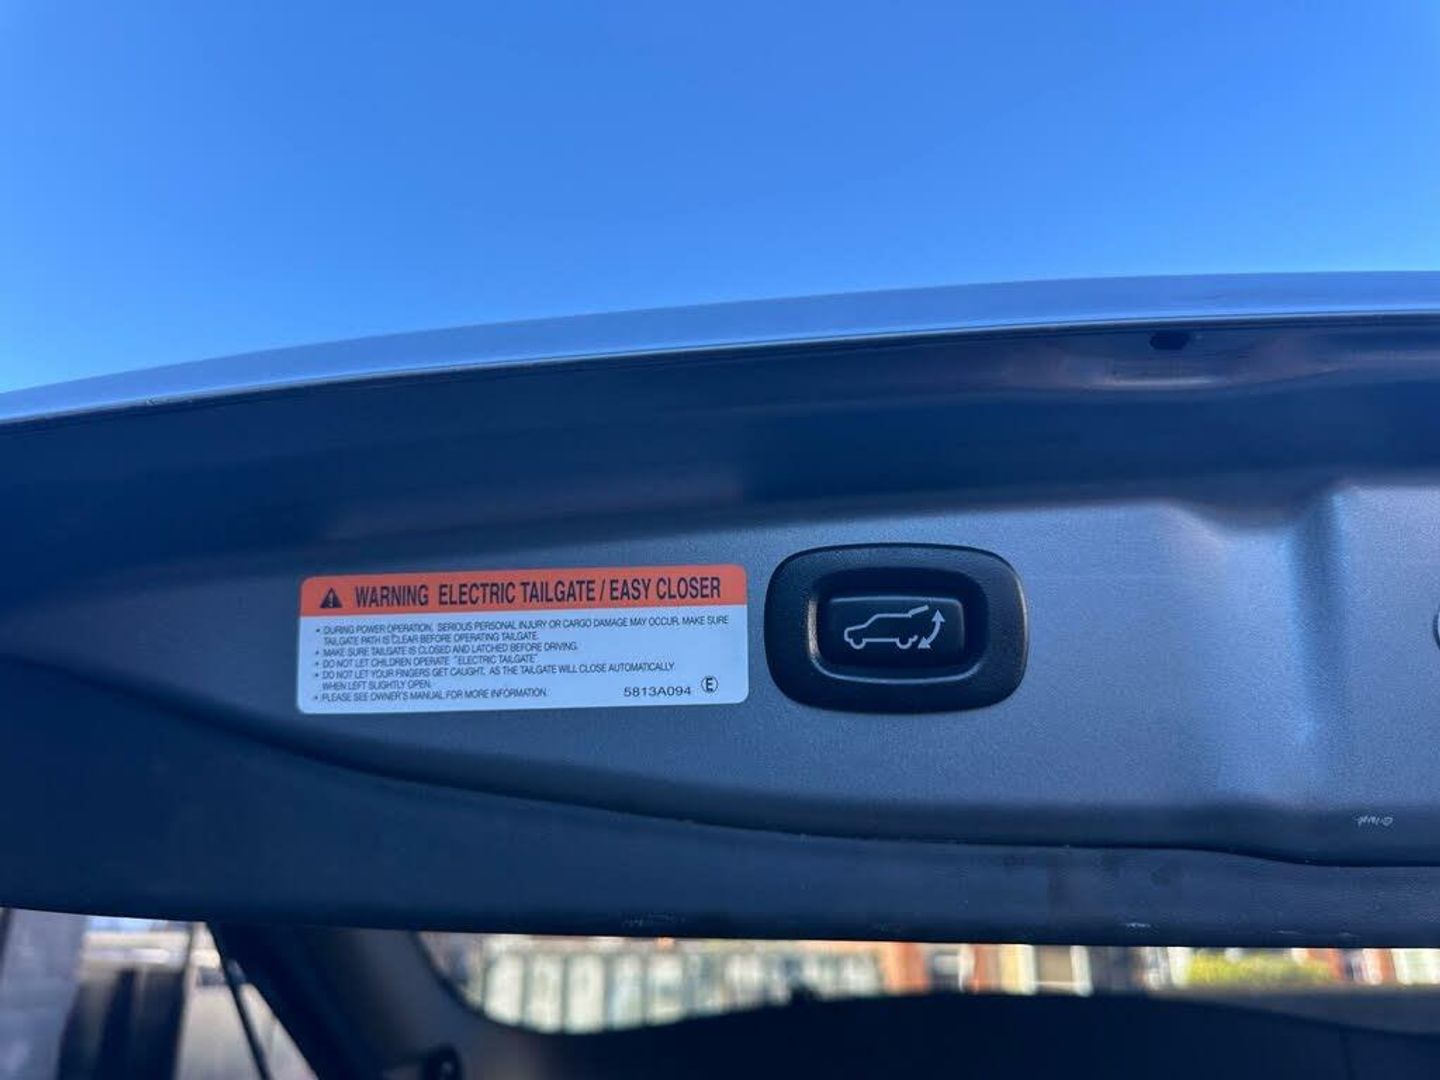 WARNING ELECTRIC TAILGATE / EASY CLOSER
• DURING POWER OPERATION, SERIOUS PERSONAL INJURY OR CARGO DAMAGE MAY OCCUR. MAKE SURE
TAILGATE PATH IS CLEAR BEFORE OPERATING TAILGATE.
• MAKE SURE TAILGATE IS CLOSED AND LATCHED BEFORE DRIVING.
• DO NOT LET CHILDREN OPERATE "ELECTRIC TAILGATE"
• DO NOT LET YOUR FINGERS GET CAUGHT, AS THE TAILGATE WILL CLOSE AUTOMATICALLY
WHEN LEFT SLIGHTLY OPEN.
• PLEASE SEE OWNER'S MANUAL FOR MORE INFORMATION.
5813A094 Ⓔ